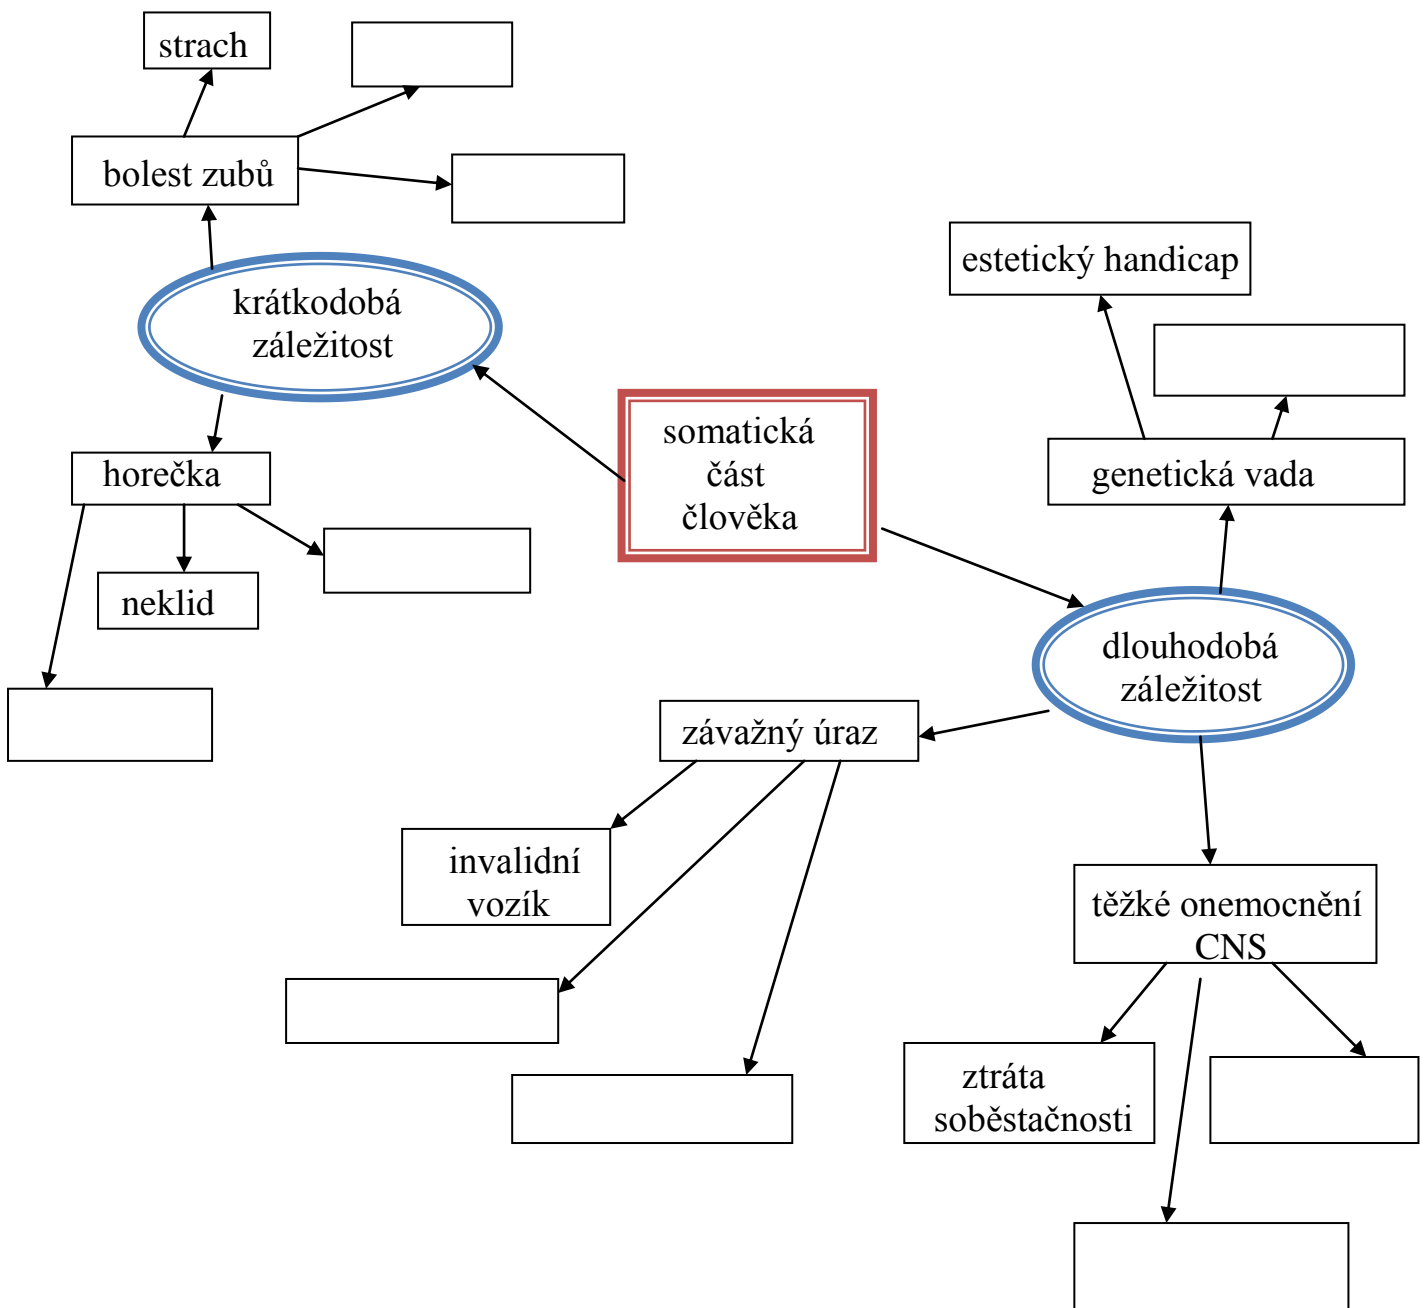 strach
bolest zubů
estetický handicap
krátkodobá
záležitost
somatická
část
člověka
genetická vada
horečka
neklid
dlouhodobá
záležitost
závažný úraz
invalidní
vozík
těžké onemocnění
CNS
ztráta
soběstačnosti